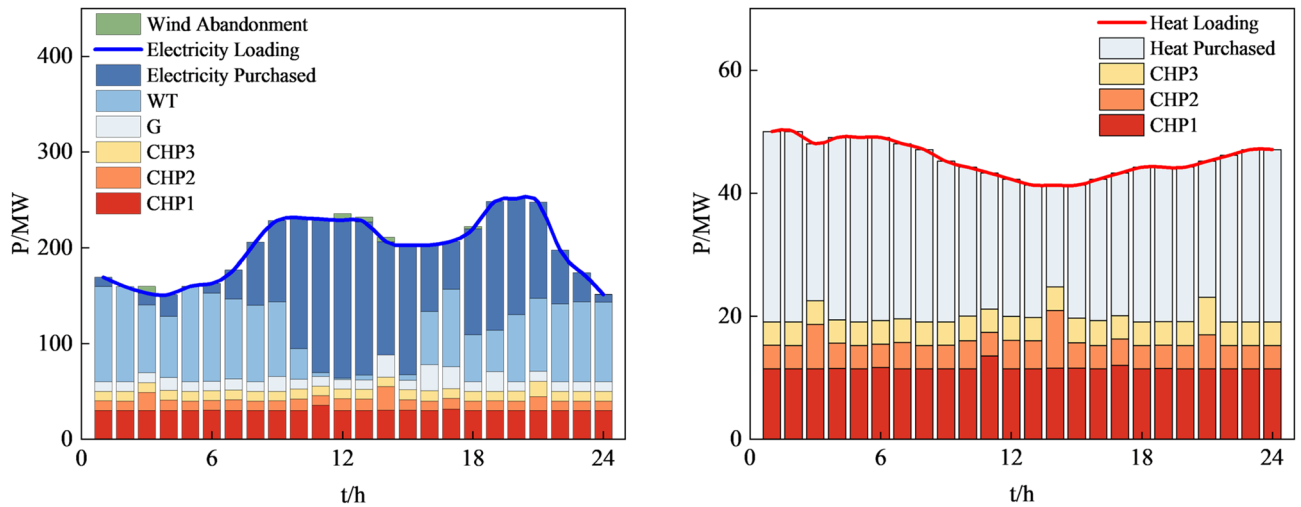 Wind Abandonment
Electricity Loading
Electricity Purchased
WT
G
CHP3
CHP2
CHP1
400
300
200
100
0
P/MW
0 6 12 18 24
t/h
Heat Loading
Heat Purchased
CHP3
CHP2
CHP1
60
40
20
0
P/MW
0 6 12 18 24
t/h